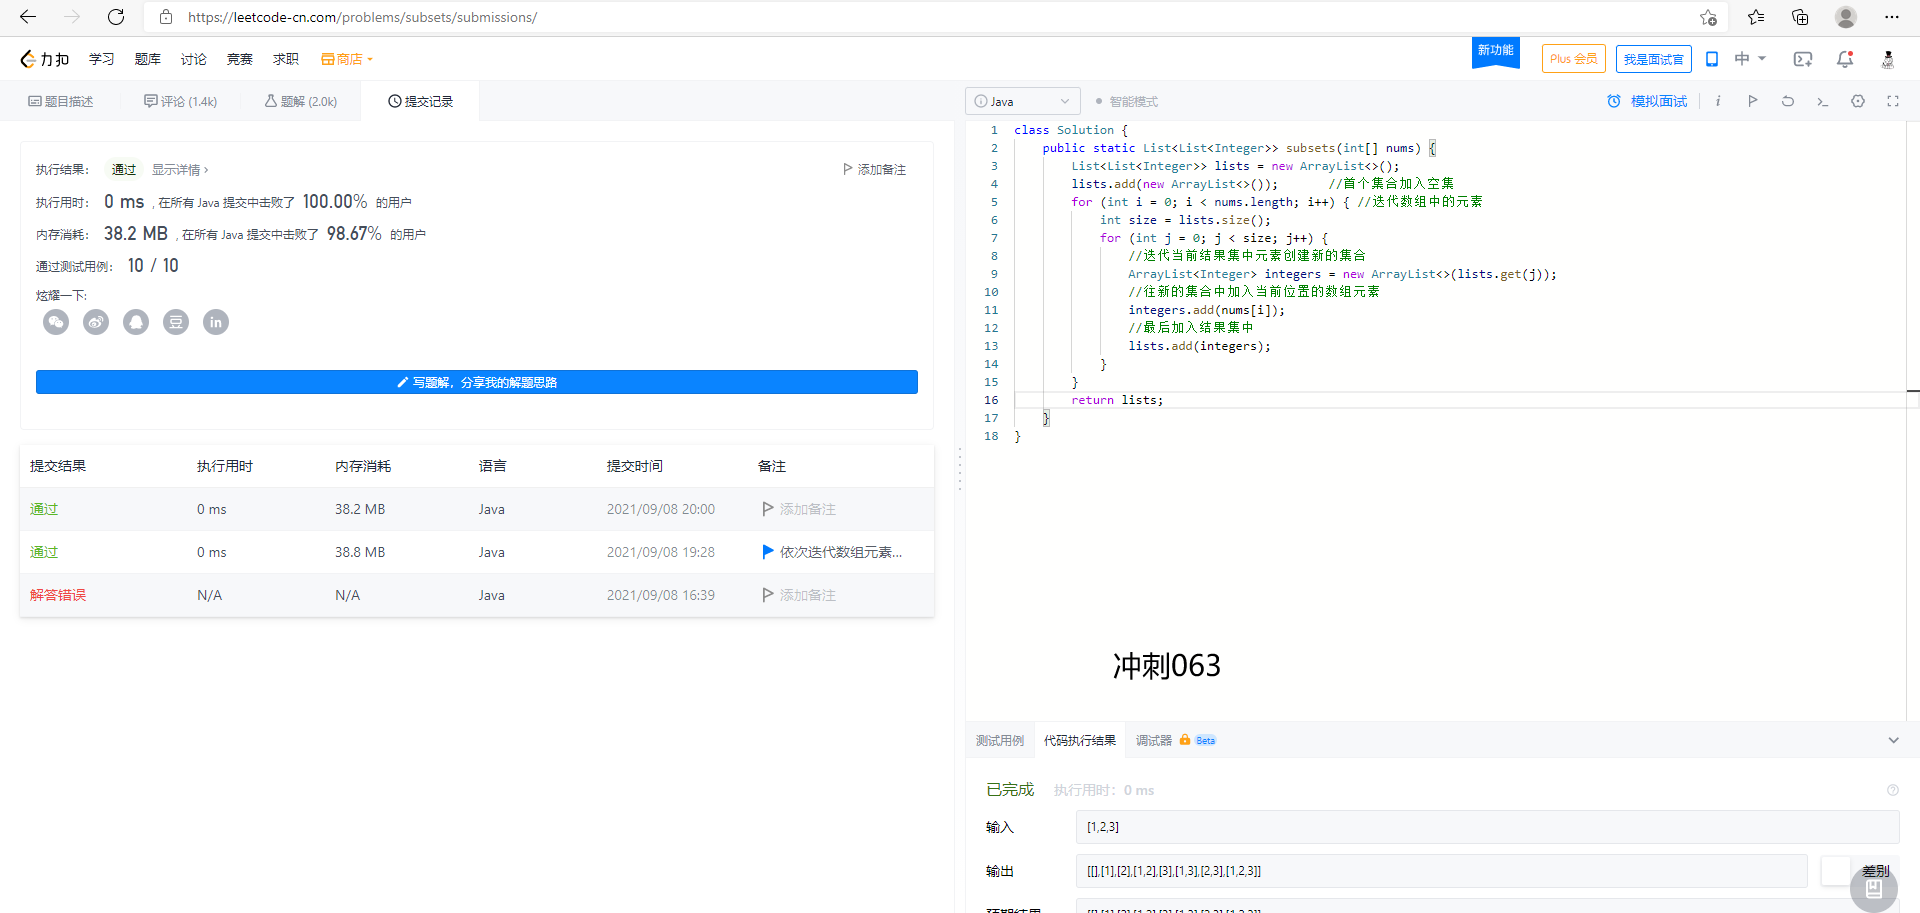 https://leetcode-cn.com/problems/subsets/submissions/
力扣 学习 题库 讨论 竞赛 求职 商店 新功能 Plus 会员 我是面试官 中
题目描述 评论 (1.4k) 题解 (2.0k) 提交记录
执行结果： 通过 显示详情 › 添加备注
执行用时： 0 ms , 在所有 Java 提交中击败了 100.00% 的用户
内存消耗： 38.2 MB , 在所有 Java 提交中击败了 98.67% 的用户
通过测试用例： 10 / 10
炫耀一下:
豆 in
写题解，分享我的解题思路
提交结果 执行用时 内存消耗 语言 提交时间 备注
通过 0 ms 38.2 MB Java 2021/09/08 20:00 添加备注
通过 0 ms 38.8 MB Java 2021/09/08 19:28 依次迭代数组元素...
解答错误 N/A N/A Java 2021/09/08 16:39 添加备注
Java 智能模式 模拟面试
1 class Solution {
2 public static List<List<Integer>> subsets(int[] nums) {
3 List<List<Integer>> lists = new ArrayList<>();
4 lists.add(new ArrayList<>()); //首个集合加入空集
5 for (int i = 0; i < nums.length; i++) { //迭代数组中的元素
6 int size = lists.size();
7 for (int j = 0; j < size; j++) {
8 //迭代当前结果集中元素创建新的集合
9 ArrayList<Integer> integers = new ArrayList<>(lists.get(j));
10 //往新的集合中加入当前位置的数组元素
11 integers.add(nums[i]);
12 //最后加入结果集中
13 lists.add(integers);
14 }
15 }
16 return lists;
17 }
18 }
冲刺063
测试用例 代码执行结果 调试器 Beta
已完成 执行用时：0 ms
输入 [1,2,3]
输出 [[],[1],[2],[1,2],[3],[1,3],[2,3],[1,2,3]] 差别
预期结果 [[],[1],[2],[1,2],[3],[1,3],[2,3],[1,2,3]]